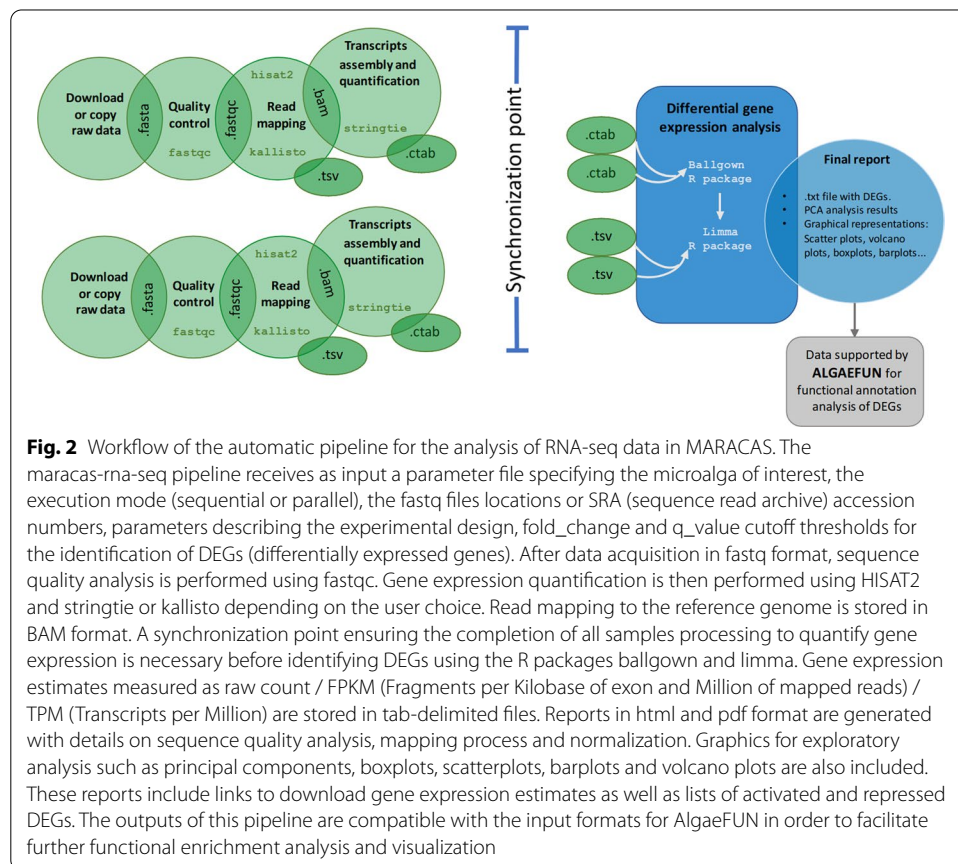 Download
or copy
raw data
.fasta
Quality
control
fastqc
.fastqc
hisat2
Read
mapping
kallisto
.bam
.tsv
Transcripts
assembly and
quantification
stringtie
.ctab
Download
or copy
raw data
.fasta
Quality
control
fastqc
.fastqc
hisat2
Read
mapping
kallisto
.bam
.tsv
Transcripts
assembly and
quantification
stringtie
.ctab
Synchronization point
Differential gene
expression analysis
.ctab
.ctab
Ballgown
R package
.tsv
.tsv
Limma
R package
Final report
• .txt file with DEGs.
• PCA analysis results
• Graphical representations:
Scatter plots, volcano
plots, boxplots, barplots...
Data supported by
ALGAEFUN for
functional annotation
analysis of DEGs
Fig. 2 Workflow of the automatic pipeline for the analysis of RNA-seq data in MARACAS. The
maracas-rna-seq pipeline receives as input a parameter file specifying the microalga of interest, the
execution mode (sequential or parallel), the fastq files locations or SRA (sequence read archive) accession
numbers, parameters describing the experimental design, fold_change and q_value cutoff thresholds for
the identification of DEGs (differentially expressed genes). After data acquisition in fastq format, sequence
quality analysis is performed using fastqc. Gene expression quantification is then performed using HISAT2
and stringtie or kallisto depending on the user choice. Read mapping to the reference genome is stored in
BAM format. A synchronization point ensuring the completion of all samples processing to quantify gene
expression is necessary before identifying DEGs using the R packages ballgown and limma. Gene expression
estimates measured as raw count / FPKM (Fragments per Kilobase of exon and Million of mapped reads) /
TPM (Transcripts per Million) are stored in tab-delimited files. Reports in html and pdf format are generated
with details on sequence quality analysis, mapping process and normalization. Graphics for exploratory
analysis such as principal components, boxplots, scatterplots, barplots and volcano plots are also included.
These reports include links to download gene expression estimates as well as lists of activated and repressed
DEGs. The outputs of this pipeline are compatible with the input formats for AlgaeFUN in order to facilitate
further functional enrichment analysis and visualization